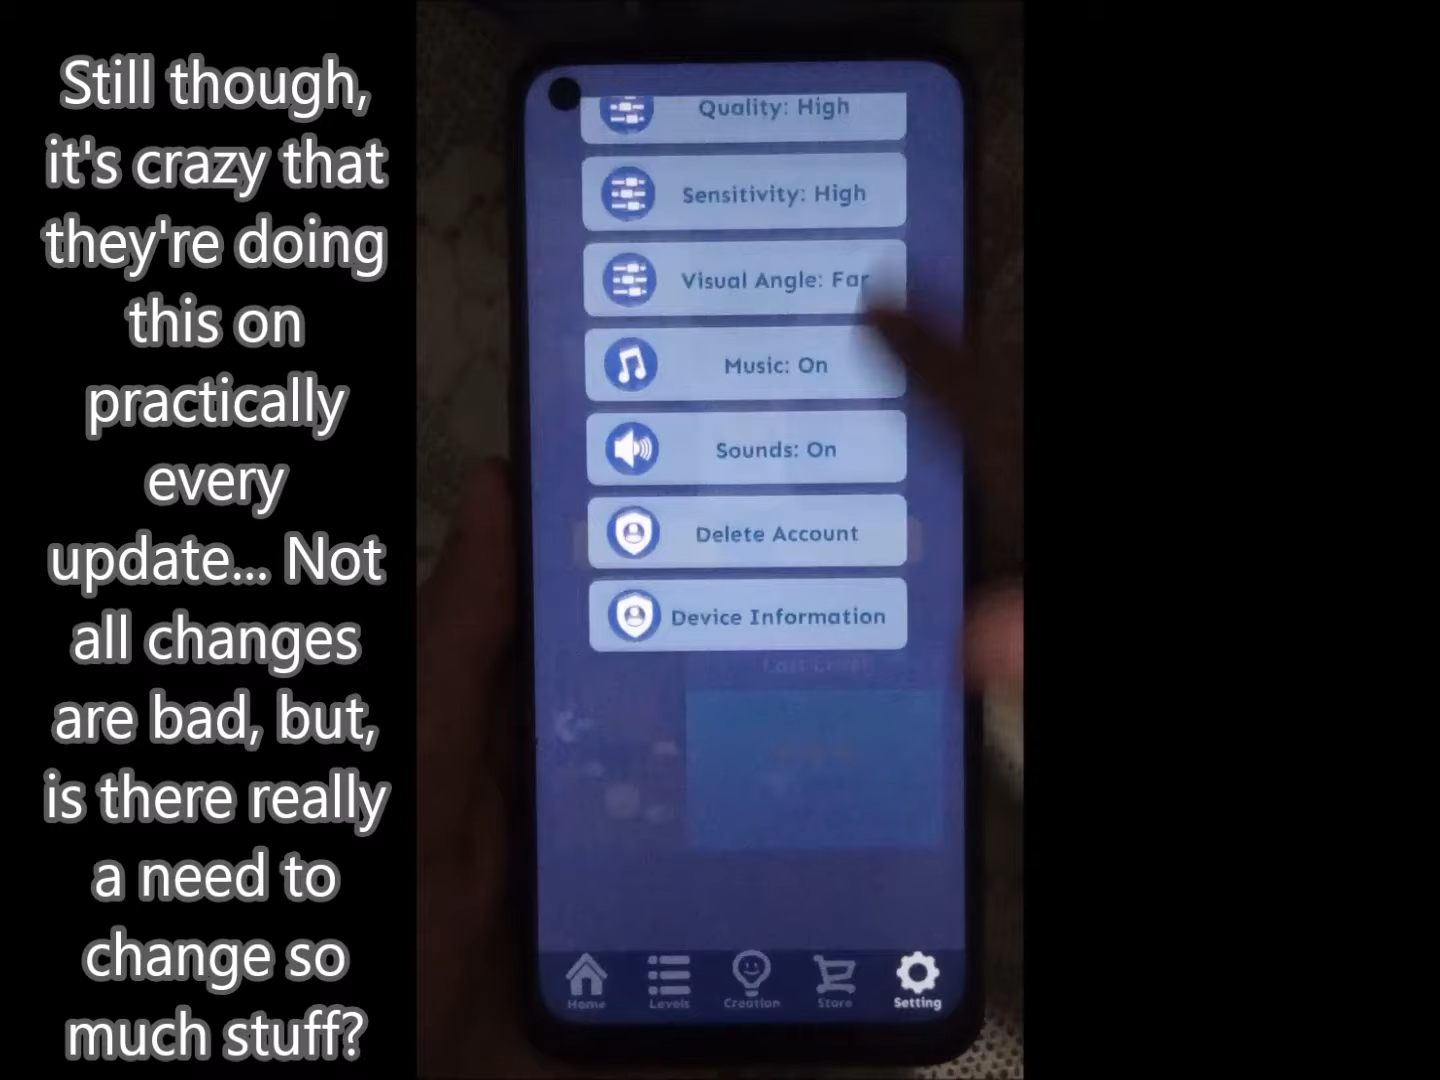 Still though,
it's crazy that
they're doing
this on
practically
every
update... Not
all changes
are bad, but,
is there really
a need to
change so
much stuff?
Quality: High
Sensitivity: High
Visual Angle: Far
Music: On
Sounds: On
Delete Account
Device Information
Home
Levels
Creation
Store
Setting